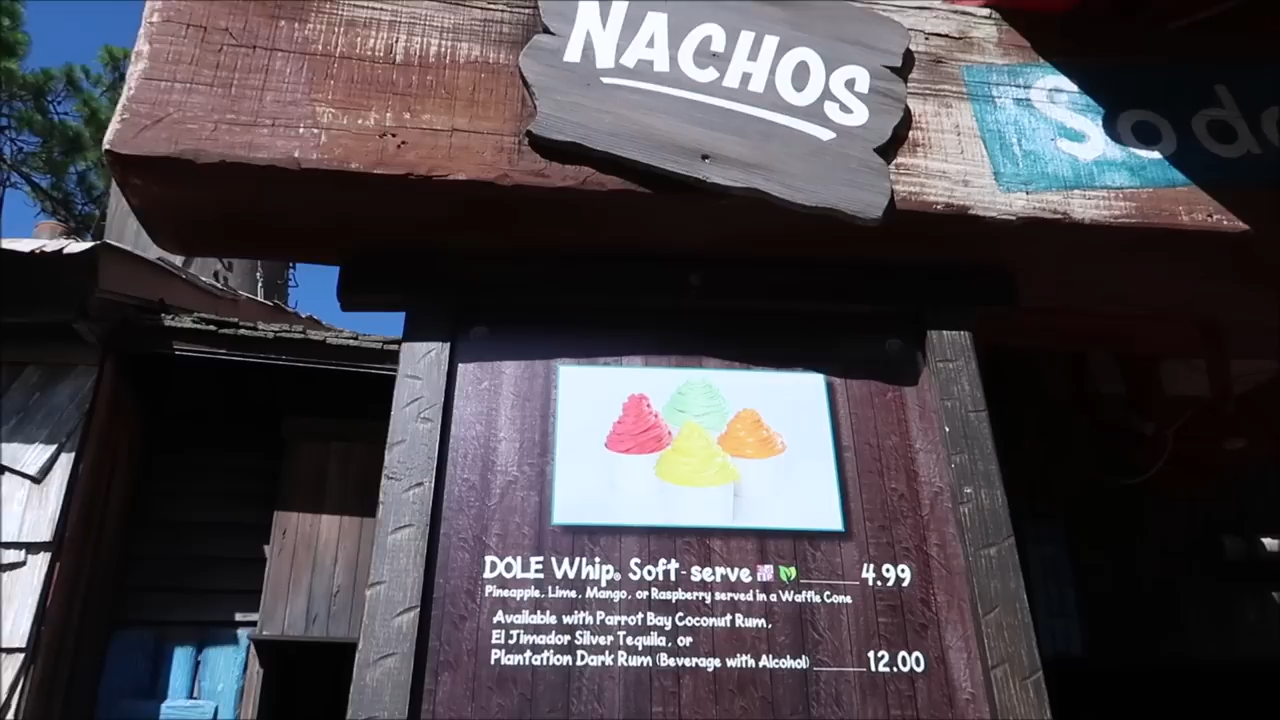 NACHOS
Soda
DOLE Whip® Soft-serve 4.99
Pineapple, Lime, Mango, or Raspberry served in a Waffle Cone
Available with Parrot Bay Coconut Rum,
El Jimador Silver Tequila, or
Plantation Dark Rum (Beverage with Alcohol) 12.00